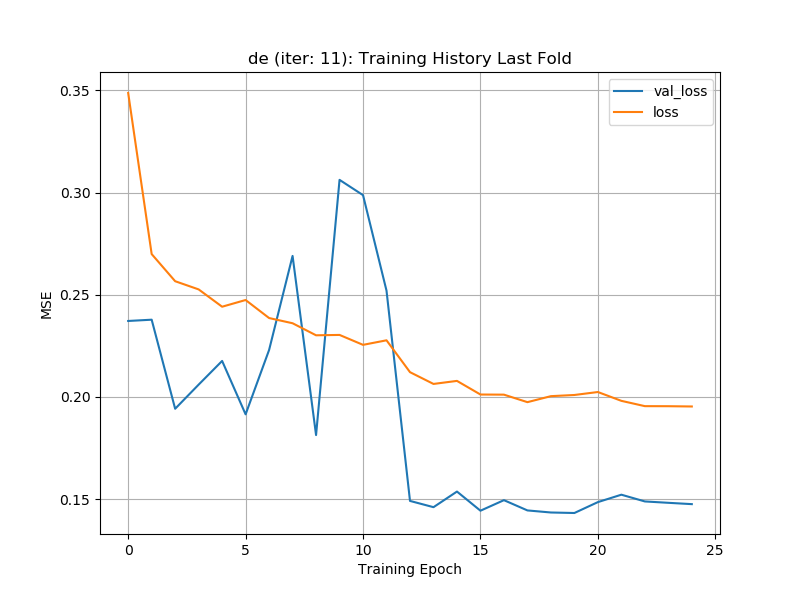 de (iter: 11): Training History Last Fold
val_loss
loss
0.35
0.30
0.25
0.20
0.15
MSE
0 5 10 15 20 25
Training Epoch